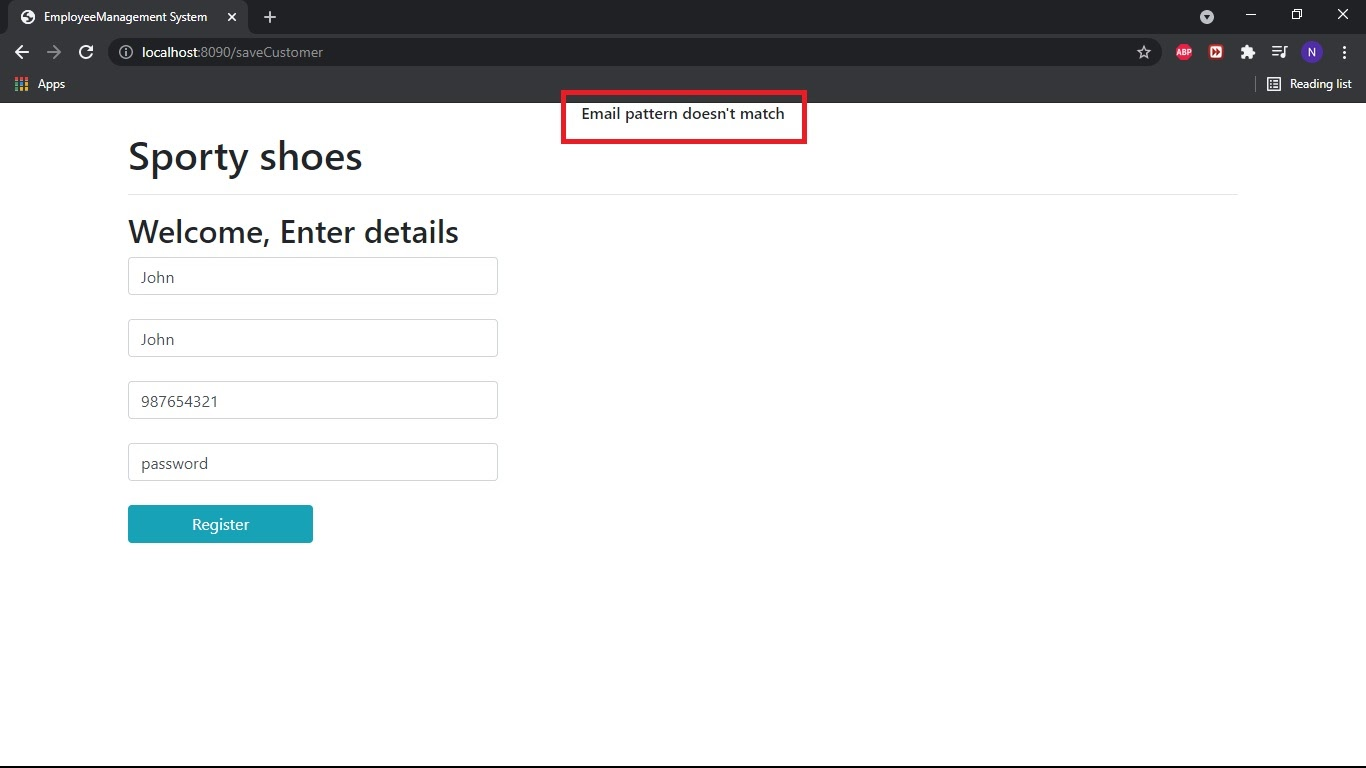 EmployeeManagement System
localhost:8090/saveCustomer
ABP
N
Apps
Reading list
Email pattern doesn't match
Sporty shoes
Welcome, Enter details
John
John
987654321
password
Register